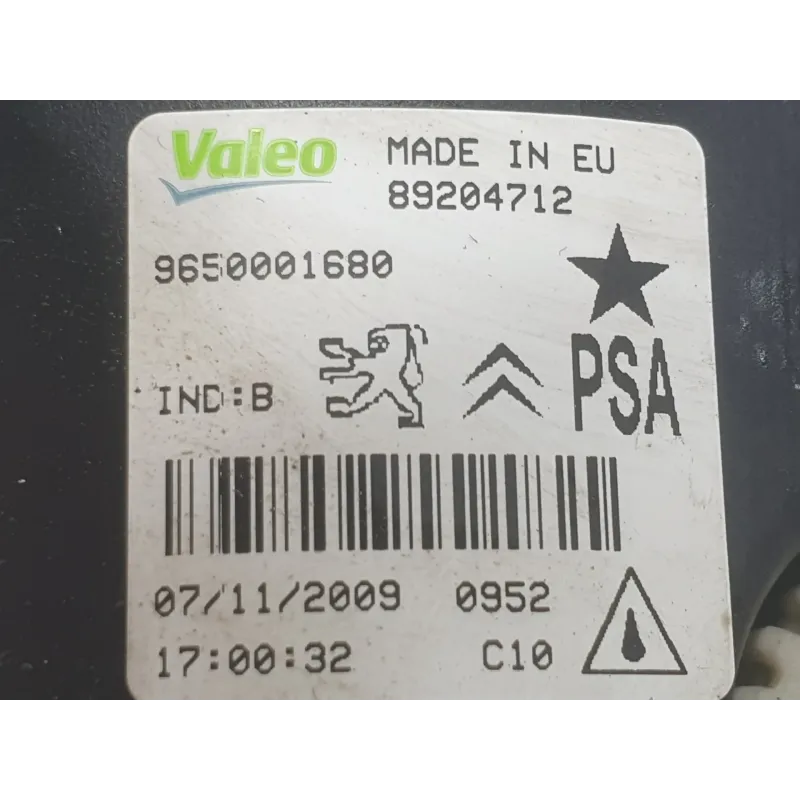 Valeo MADE IN EU
89204712
9650001680
IND:B PSA
07/11/2009 0952
17:00:32 C10